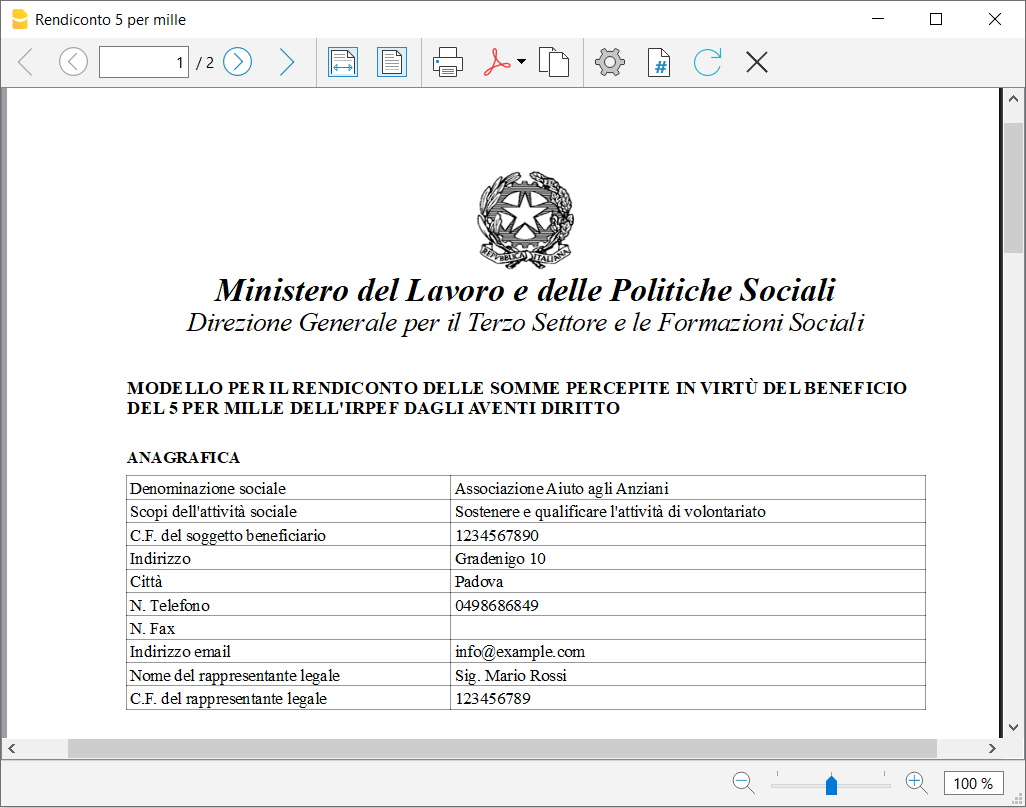 Rendiconto 5 per mille
1 / 2
#
REPVBBLICA ITALIANA
Ministero del Lavoro e delle Politiche Sociali
Direzione Generale per il Terzo Settore e le Formazioni Sociali
MODELLO PER IL RENDICONTO DELLE SOMME PERCEPITE IN VIRTÙ DEL BENEFICIO
DEL 5 PER MILLE DELL'IRPEF DAGLI AVENTI DIRITTO
ANAGRAFICA
Denominazione sociale Associazione Aiuto agli Anziani
Scopi dell'attività sociale Sostenere e qualificare l'attività di volontariato
C.F. del soggetto beneficiario 1234567890
Indirizzo Gradenigo 10
Città Padova
N. Telefono 0498686849
N. Fax
Indirizzo email info@example.com
Nome del rappresentante legale Sig. Mario Rossi
C.F. del rappresentante legale 123456789
100 %